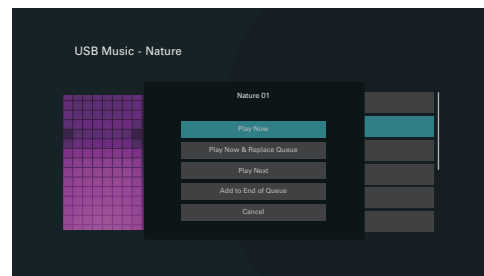 USB Music - Nature
Nature 01
Play Now
Play Now & Replace Queue
Play Next
Add to End of Queue
Cancel